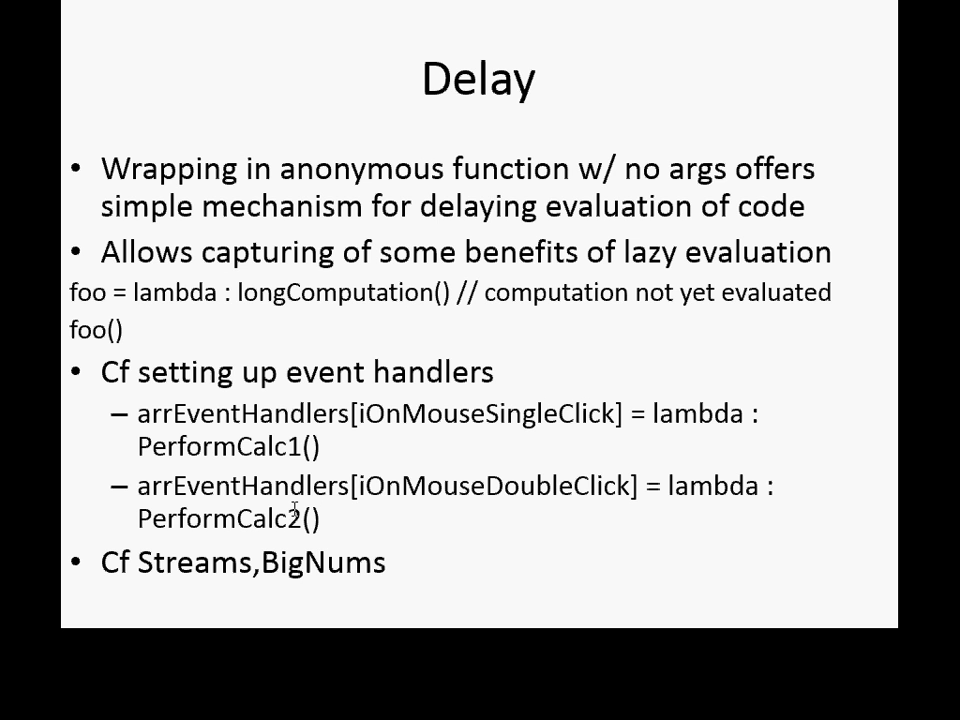 Delay
• Wrapping in anonymous function w/ no args offers
simple mechanism for delaying evaluation of code
• Allows capturing of some benefits of lazy evaluation
foo = lambda : longComputation() // computation not yet evaluated
foo()
• Cf setting up event handlers
– arrEventHandlers[iOnMouseSingleClick] = lambda :
PerformCalc1()
– arrEventHandlers[iOnMouseDoubleClick] = lambda :
PerformCalc2()
• Cf Streams,BigNums